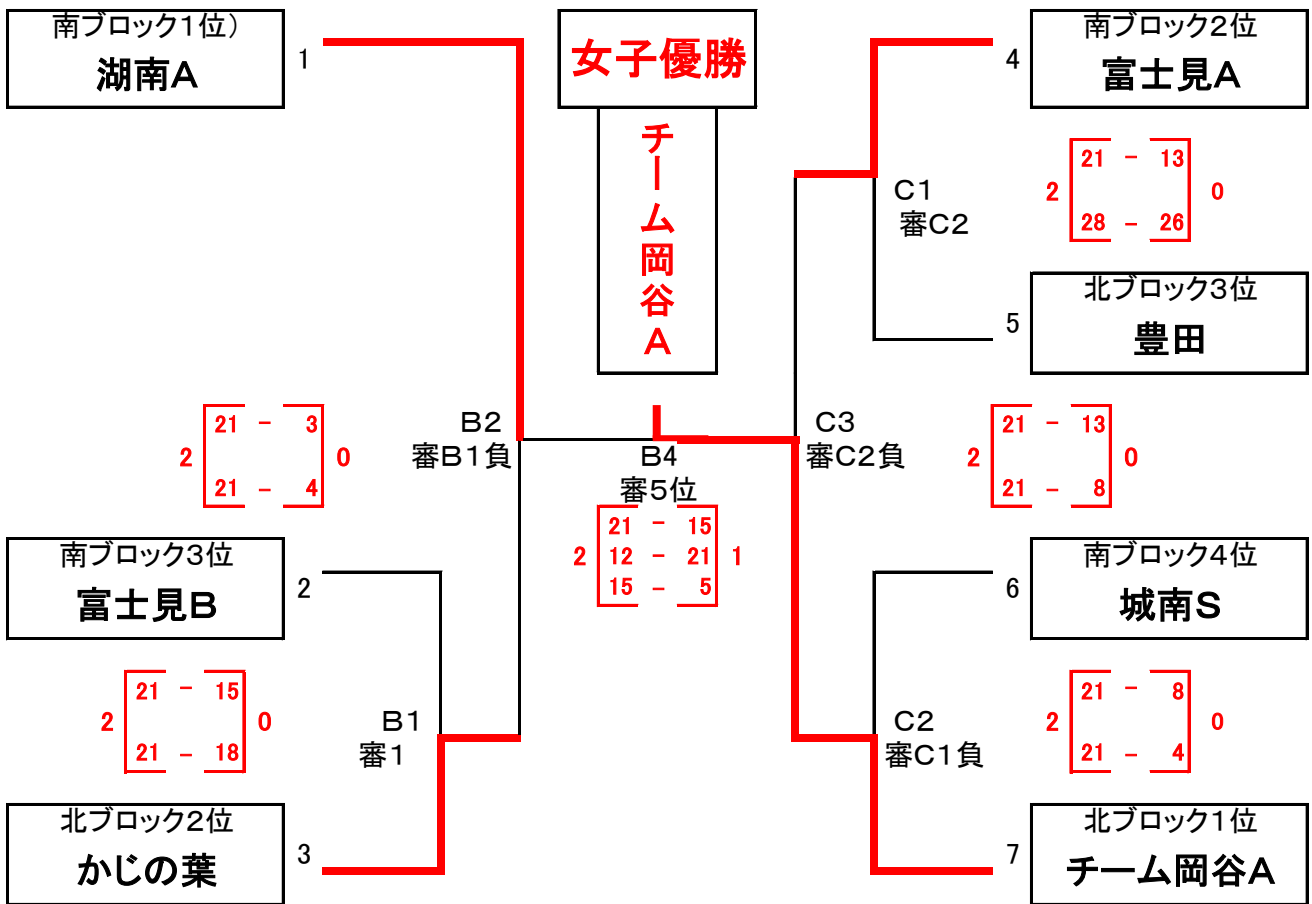 南ブロック1位)
湖南A
1
女子優勝
チーム岡谷A
南ブロック2位
富士見A
4
C1
審C2
21 - 13
2 0
28 - 26
北ブロック3位
豊田
5
21 - 3
2 0
21 - 4
B2
審B1負
B4
審5位
21 - 15
2 12 - 21 1
15 - 5
C3
審C2負
21 - 13
2 0
21 - 8
南ブロック3位
富士見B
2
南ブロック4位
城南S
6
21 - 15
2 0
21 - 18
B1
審1
C2
審C1負
21 - 8
2 0
21 - 4
北ブロック2位
かじの葉
3
北ブロック1位
チーム岡谷A
7